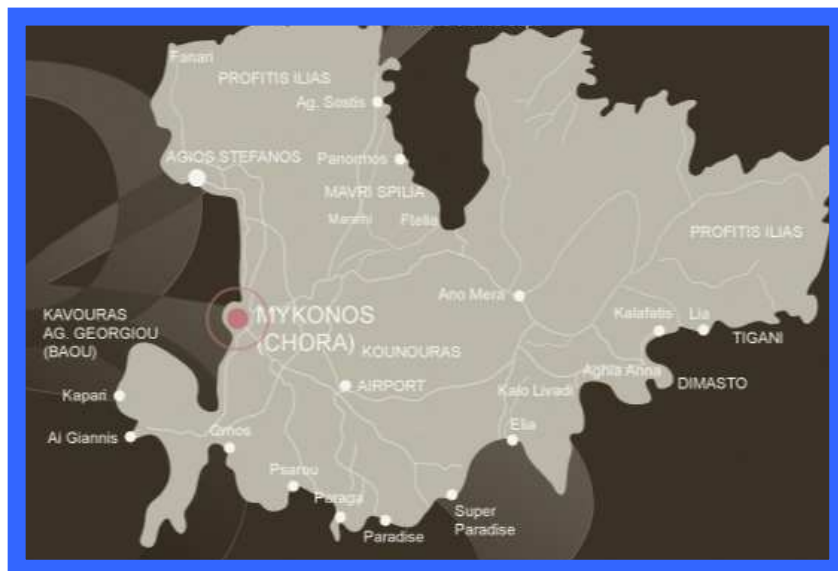 Fanari
PROFITIS ILIAS
Ag. Sostis
AGIOS STEFANOS
Panormos
MAVRI SPILIA
Marathi
Ftelia
PROFITIS ILIAS
Ano Mera
KAVOURAS
AG. GEORGIOU
(BAOU)
MYKONOS
(CHORA)
KOUNOURAS
Kalafatis
Lia
TIGANI
AIRPORT
Aghia Anna
DIMASTO
Kapari
Kalo Livadi
Ai Giannis
Ornos
Elia
Psarou
Paraga
Super
Paradise
Paradise